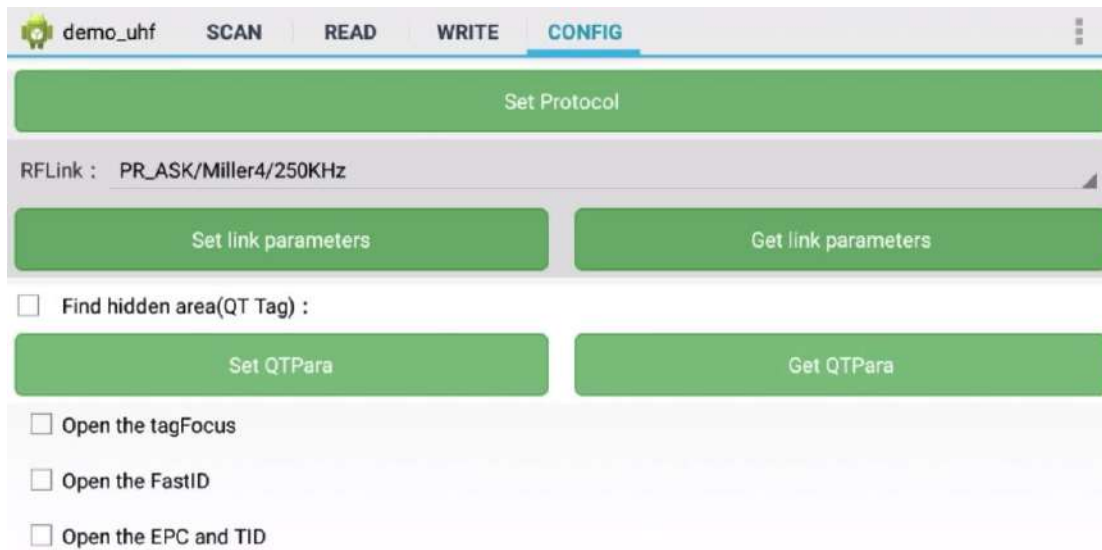 demo_uhf SCAN READ WRITE CONFIG
Set Protocol
RFLink : PR_ASK/Miller4/250KHz
Set link parameters Get link parameters
Find hidden area(QT Tag) :
Set QTPara Get QTPara
Open the tagFocus
Open the FastID
Open the EPC and TID